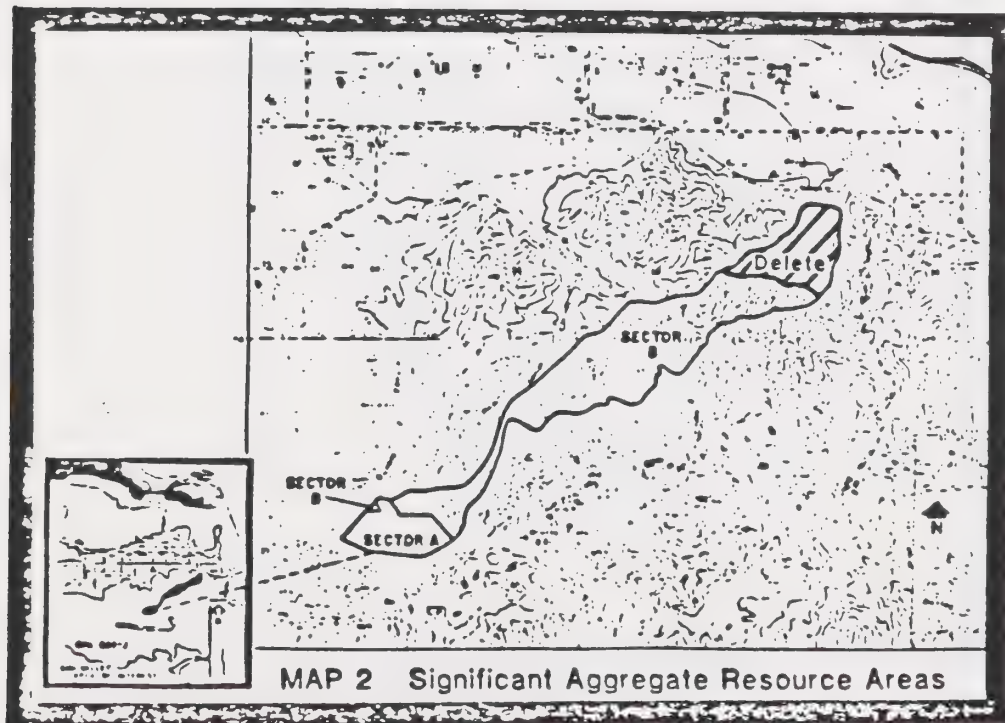 Delete
SECTOR
B
SECTOR
B
SECTOR A
N
MAP 2 Significant Aggregate Resource Areas